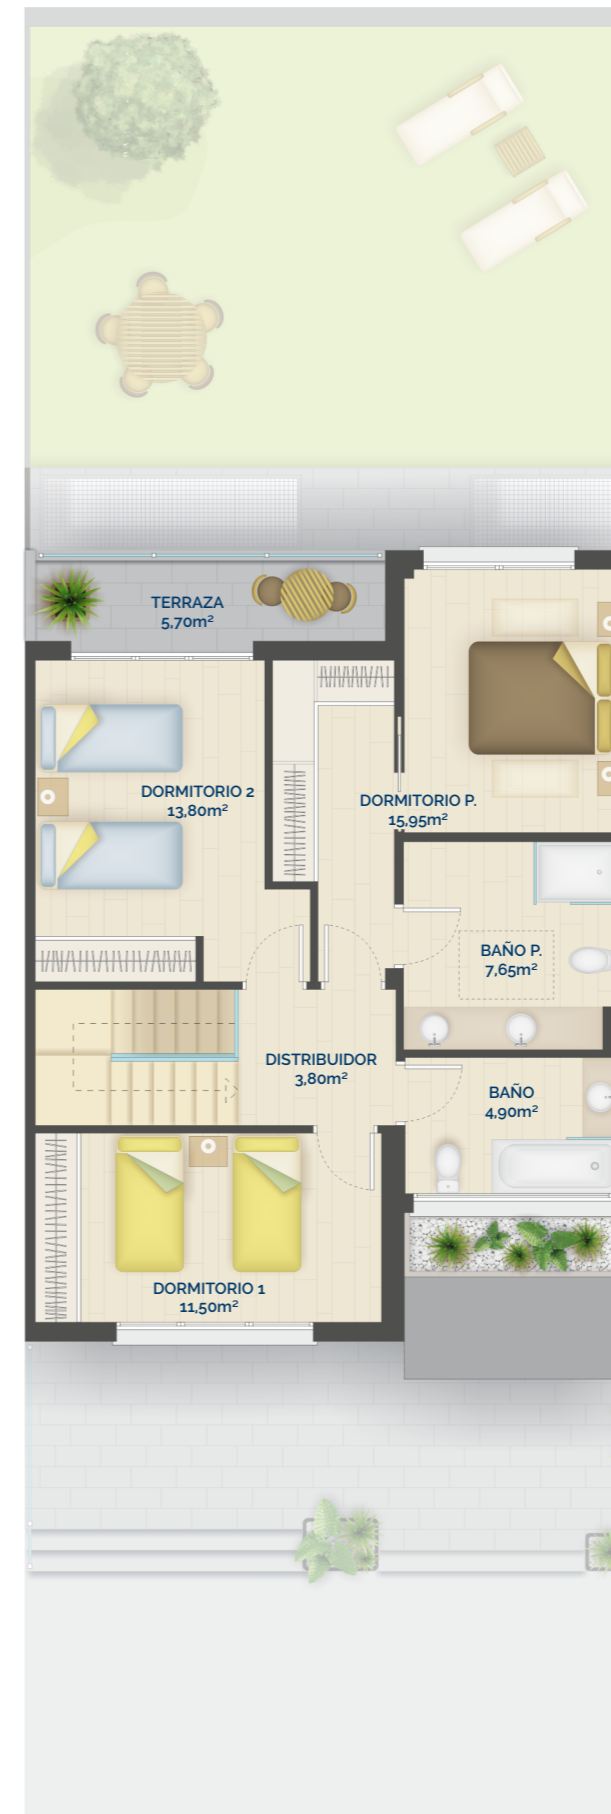 TERRAZA
5,70m²
DORMITORIO 2
13,80m²
DORMITORIO P.
15,95m²
BAÑO P.
7,65m²
DISTRIBUIDOR
3,80m²
BAÑO
4,90m²
DORMITORIO 1
11,50m²